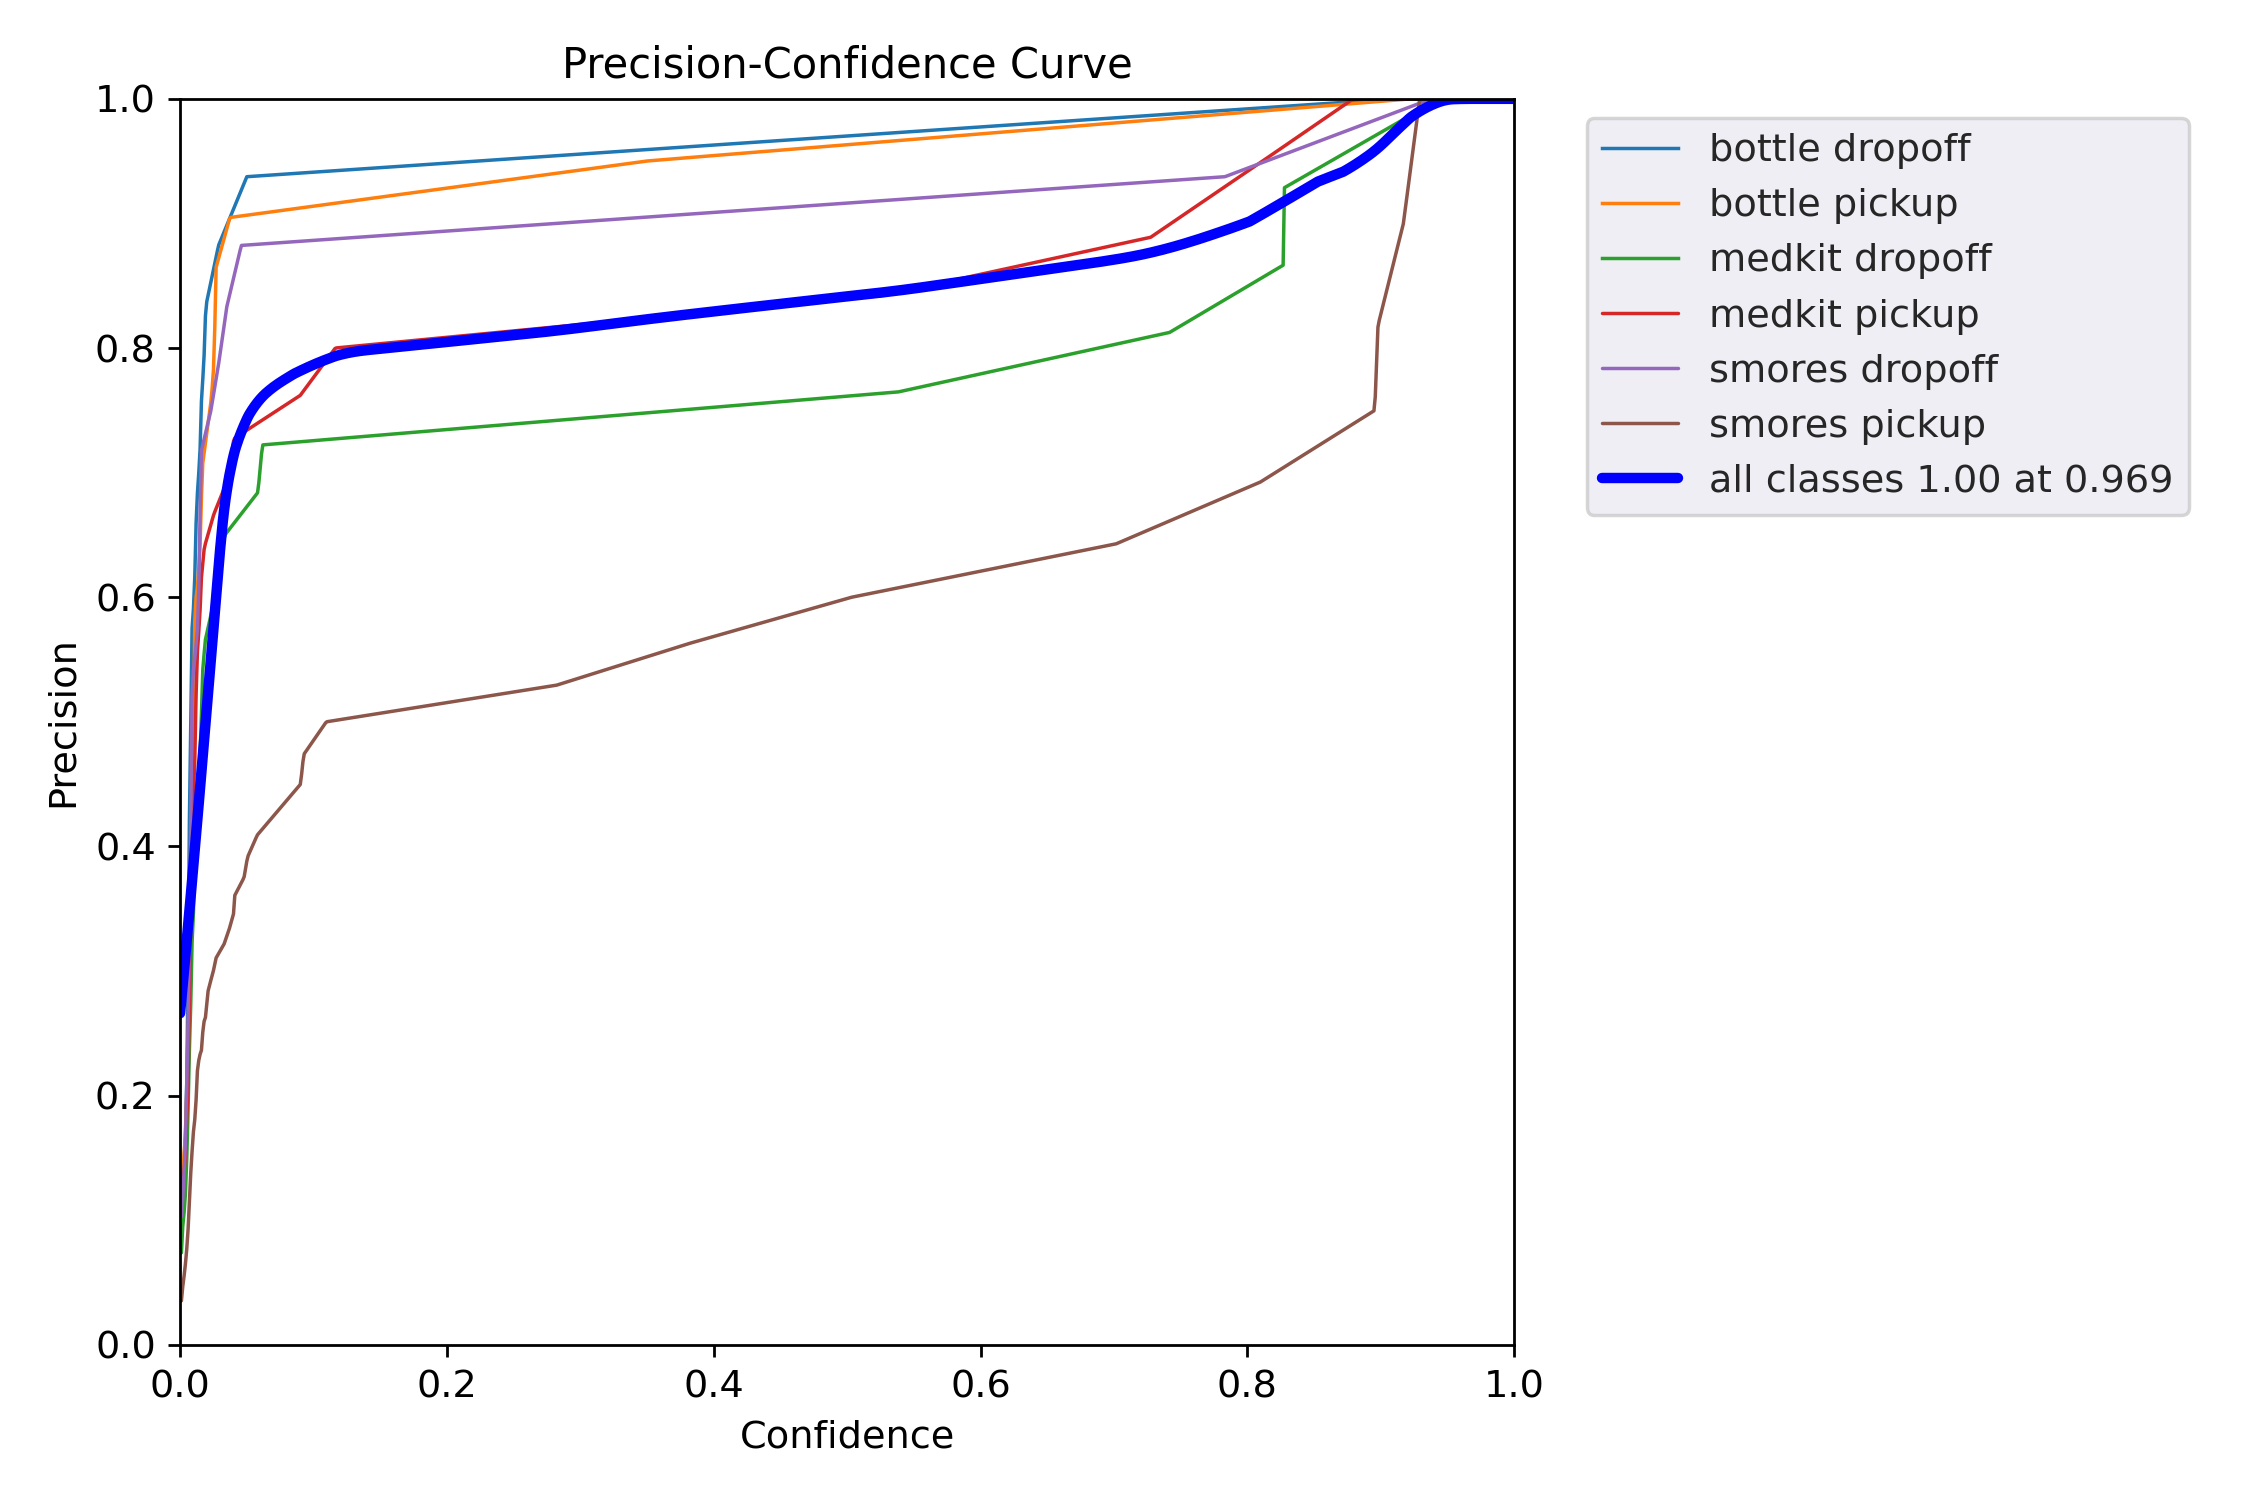 Precision-Confidence Curve
1.0
0.8
0.6
0.4
0.2
0.0
Precision
0.0 0.2 0.4 0.6 0.8 1.0
Confidence
bottle dropoff
bottle pickup
medkit dropoff
medkit pickup
smores dropoff
smores pickup
all classes 1.00 at 0.969